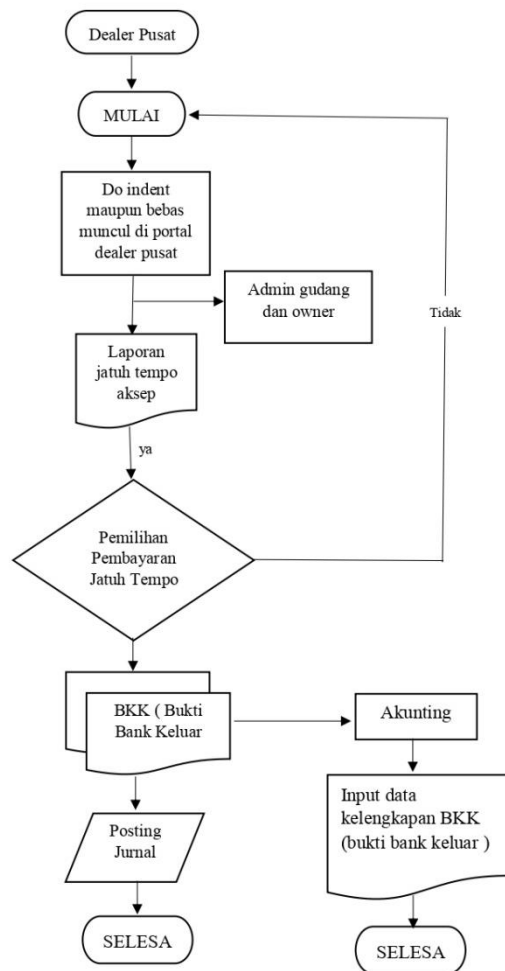 Dealer Pusat
MULAI
Do indent
maupun bebas
muncul di portal
dealer pusat
Admin gudang
dan owner
Tidak
Laporan
jatuh tempo
aksep
ya
Pemilihan
Pembayaran
Jatuh Tempo
BKK ( Bukti
Bank Keluar
Akunting
Input data
kelengkapan BKK
(bukti bank keluar )
Posting
Jurnal
SELESA
SELESA